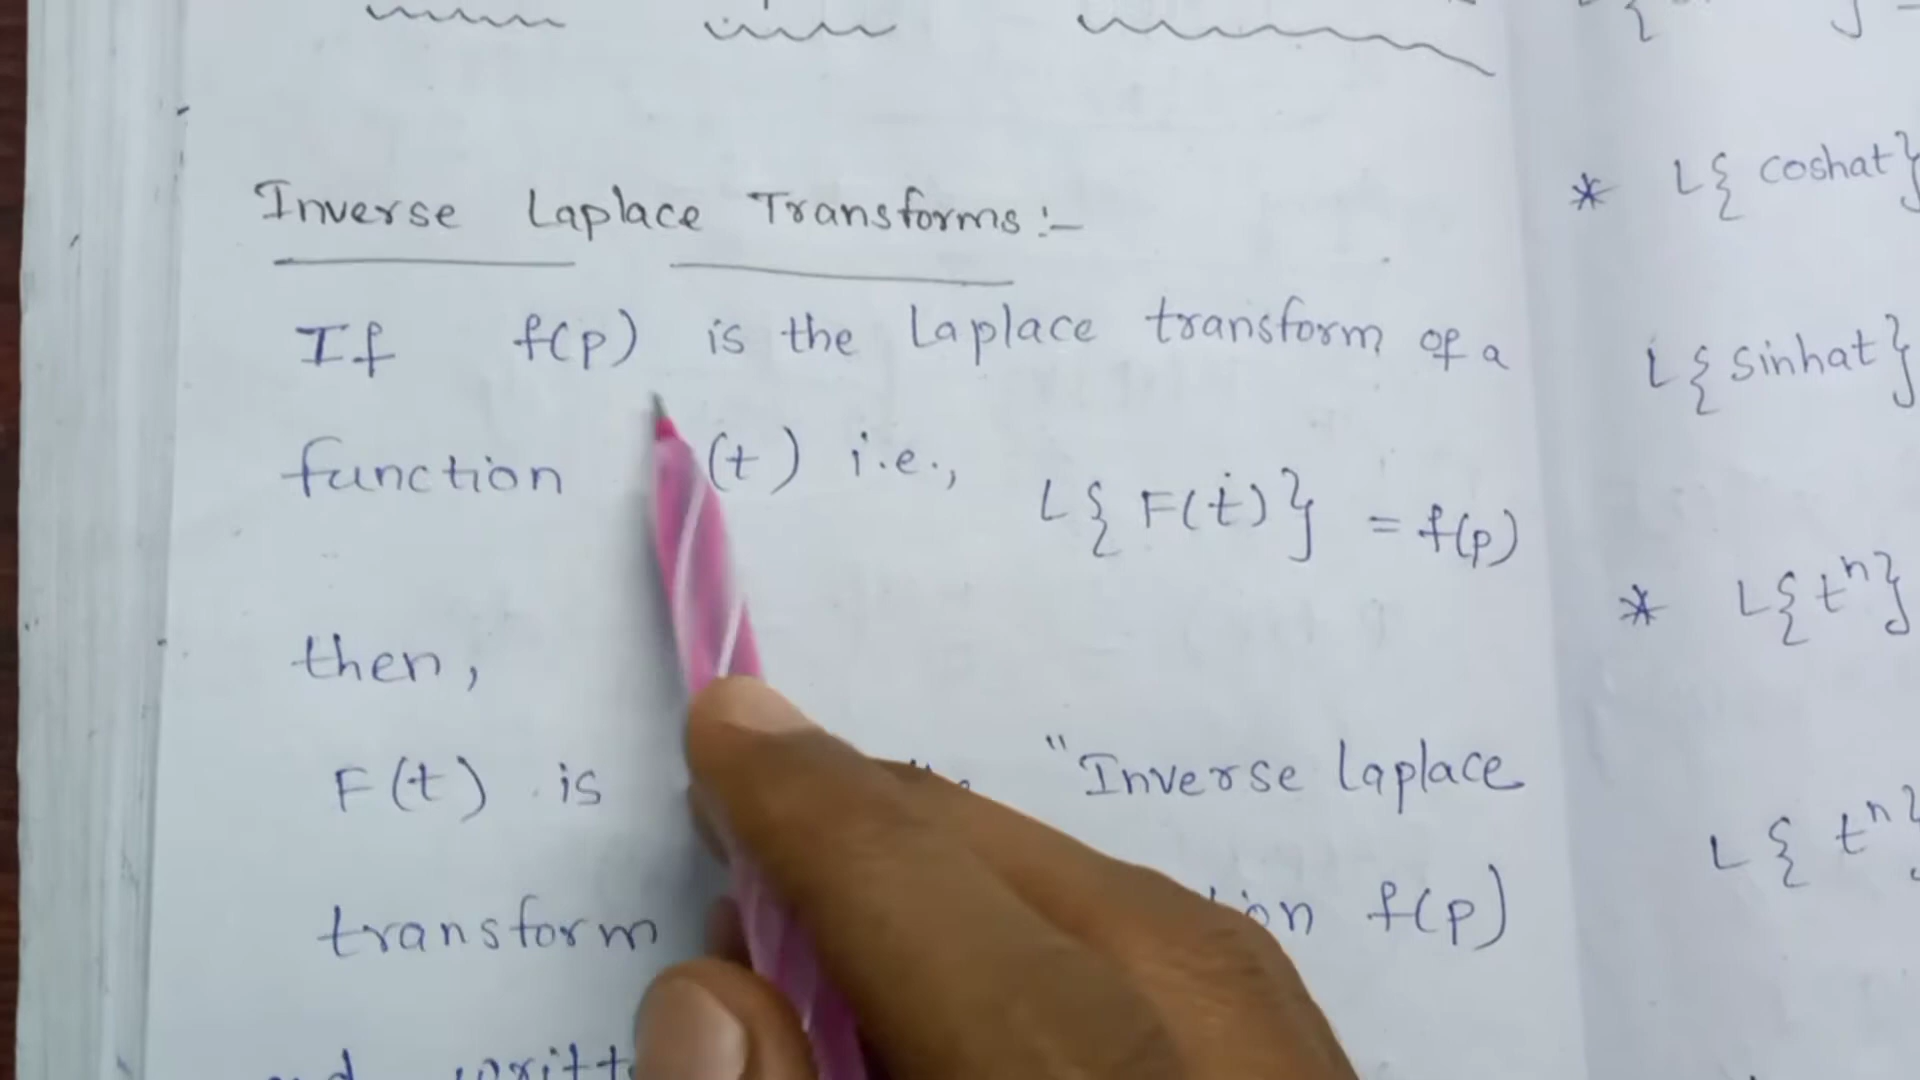 Inverse Laplace Transforms :-
If f(p) is the Laplace transform of a
function (t) i.e., L{ F(t)} = f(p)
then,
F(t) is "Inverse Laplace
transform f(p)
* L{ coshat}
L{ sinhat}
* L{ t^n}
L{ t^n}